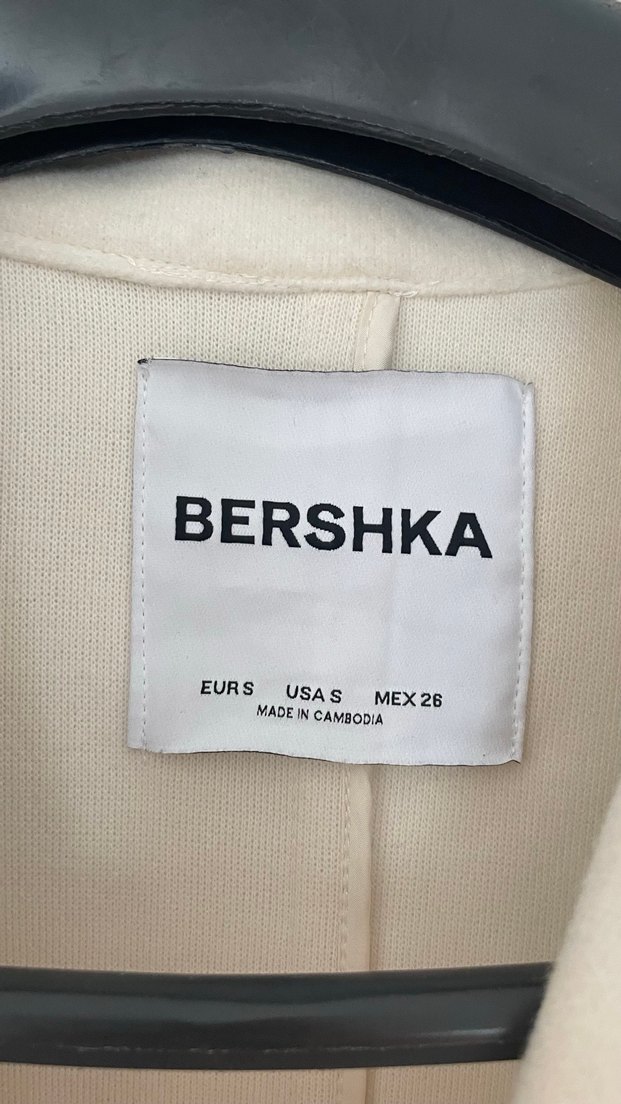 BERSHKA
EUR S USA S MEX 26
MADE IN CAMBODIA